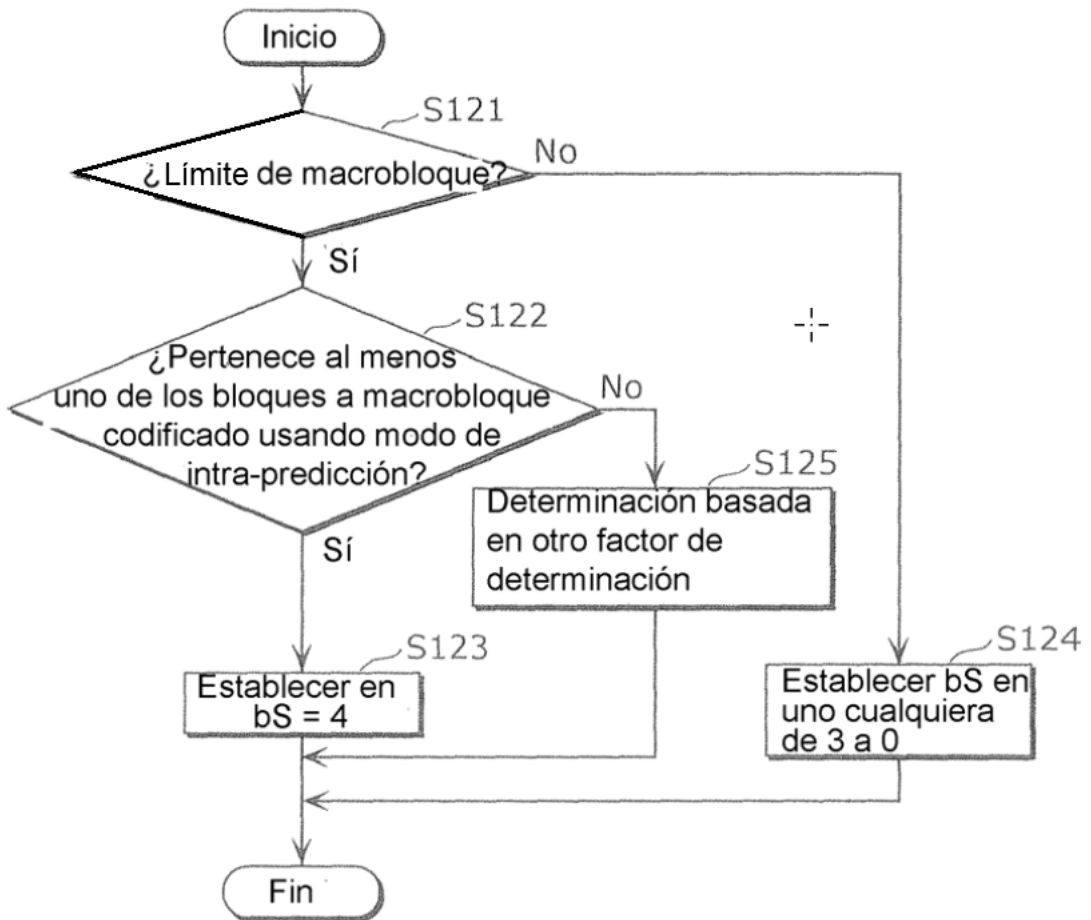 Inicio
S121
¿Límite de macrobloque?
No
Sí
S122
¿Pertenece al menos
uno de los bloques a macrobloque
codificado usando modo de
intra-predicción?
No
Sí
S125
Determinación basada
en otro factor de
determinación
S123
Establecer en
bS = 4
S124
Establecer bS en
uno cualquiera
de 3 a 0
Fin